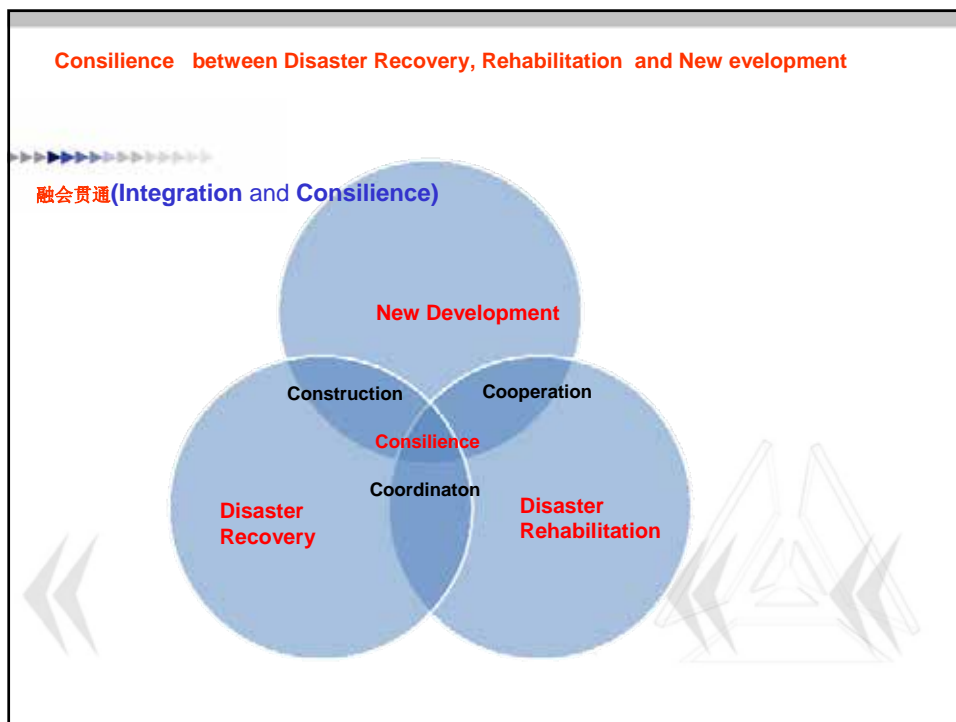 Consilience between Disaster Recovery, Rehabilitation and New evelopment
融会贯通(Integration and Consilience)
New Development
Construction
Cooperation
Consilience
Coordinaton
Disaster
Recovery
Disaster
Rehabilitation